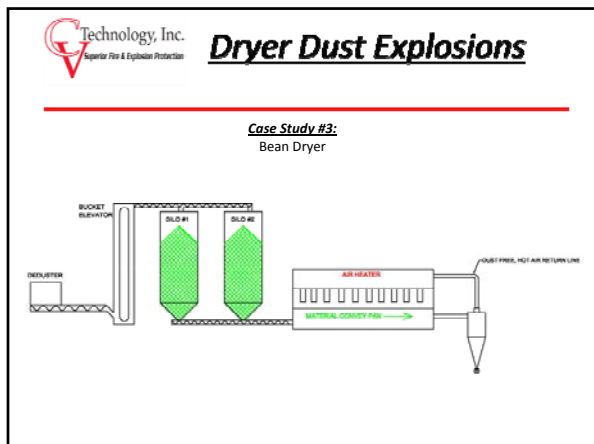 CV Technology, Inc.
Superior Fire & Explosion Protection
Dryer Dust Explosions
Case Study #3:
Bean Dryer
BUCKET
ELEVATOR
SILO #1
SILO #2
DEDUSTER
AIR HEATER
MATERIAL CONVEY PAN
DUST FREE, HOT AIR RETURN LINE